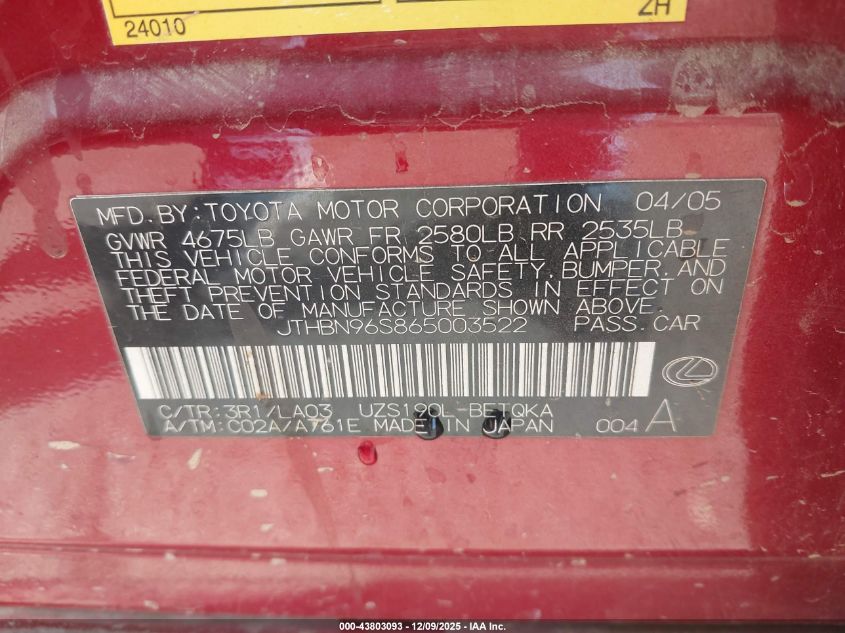 24010
ZH
MFD. BY: TOYOTA MOTOR CORPORATION 04/05
GVWR 4675LB GAWR FR 2580LB RR 2535LB
THIS VEHICLE CONFORMS TO ALL APPLICABLE
FEDERAL MOTOR VEHICLE SAFETY, BUMPER, AND
THEFT PREVENTION STANDARDS IN EFFECT ON
THE DATE OF MANUFACTURE SHOWN ABOVE.
JTHBN96S865003522 PASS. CAR
C/TR: 3R1/LA03 UZS190L-BETQKA
A/TM: C02A/A761E MADE IN JAPAN 004 A
000-43803093 - 12/09/2025 - IAA Inc.